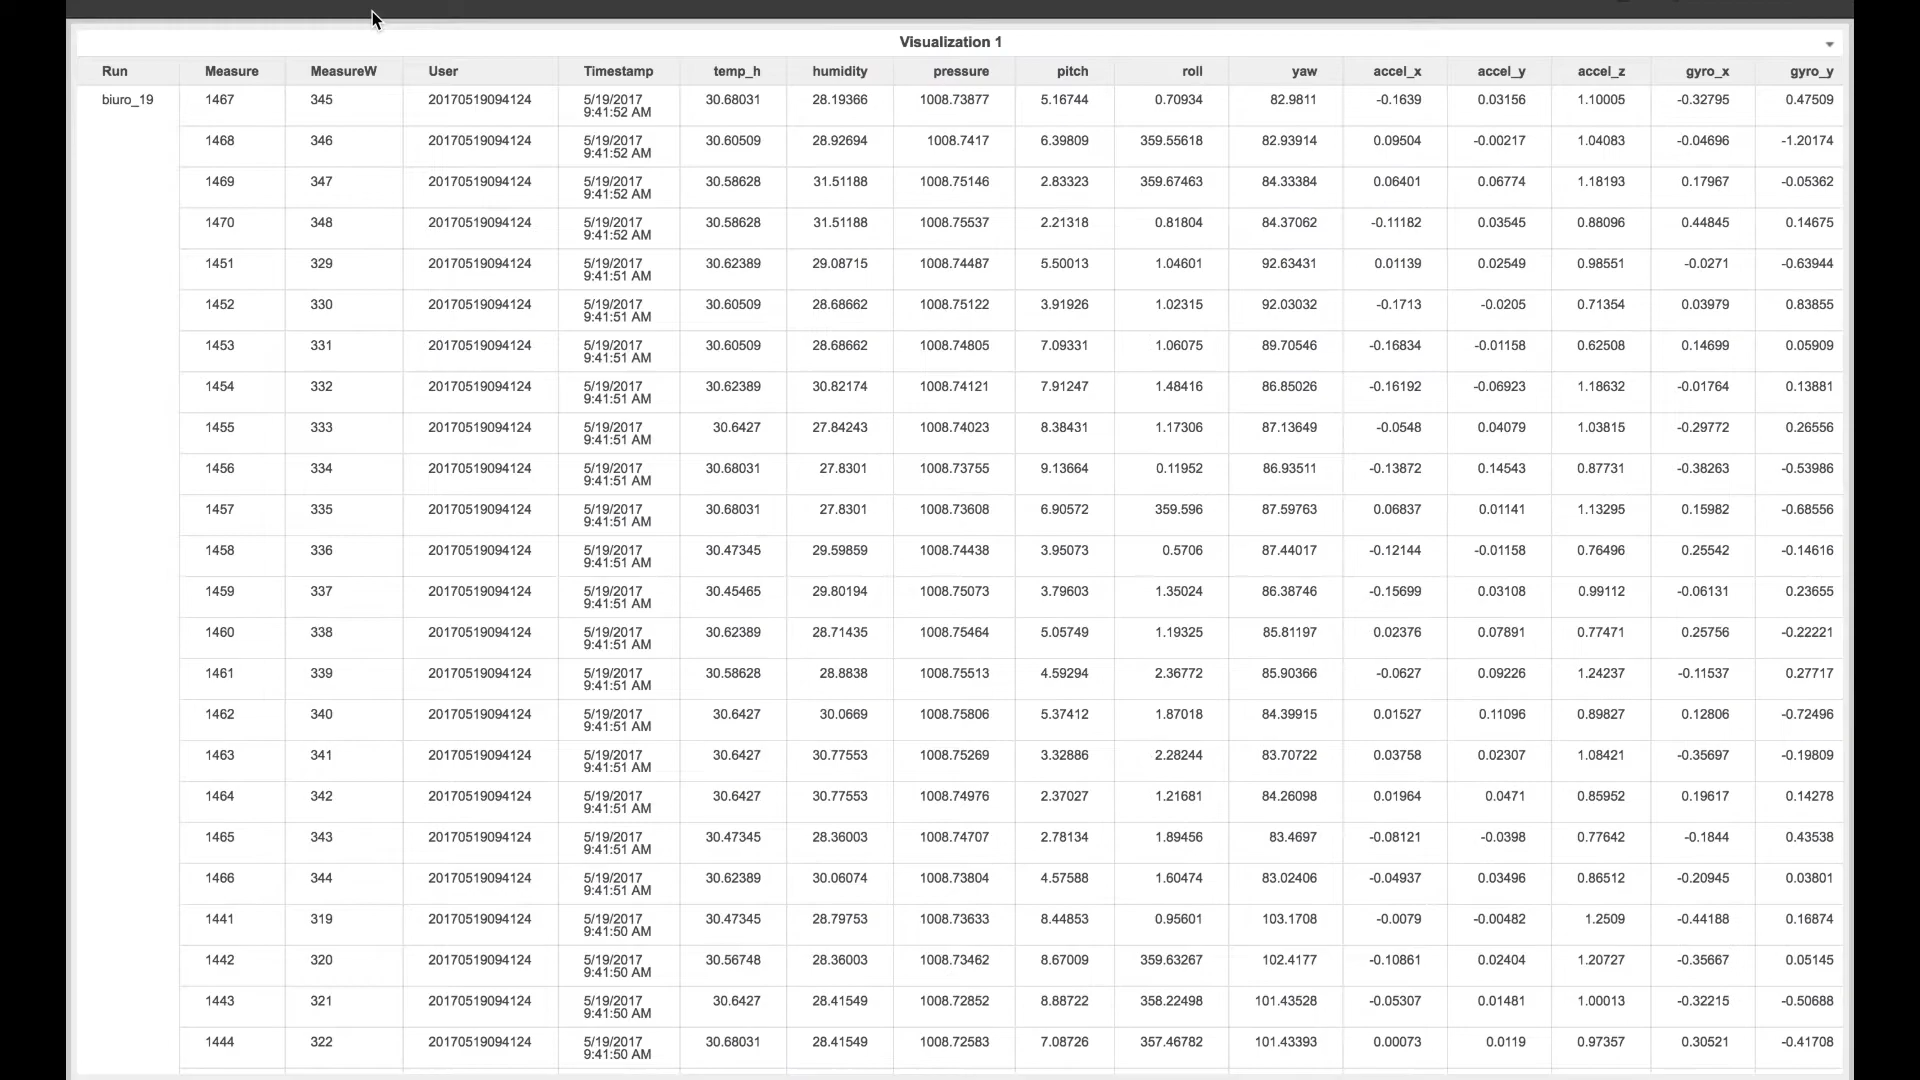 Visualization 1
Run Measure MeasureW User Timestamp temp_h humidity pressure pitch roll yaw accel_x accel_y accel_z gyro_x gyro_y
biuro_19 1467 345 20170519094124 5/19/2017 9:41:52 AM 30.68031 28.19366 1008.73877 5.16744 0.70934 82.9811 -0.1639 0.03156 1.10005 -0.32795 0.47509
1468 346 20170519094124 5/19/2017 9:41:52 AM 30.60509 28.92694 1008.7417 6.39809 359.55618 82.93914 0.09504 -0.00217 1.04083 -0.04696 -1.20174
1469 347 20170519094124 5/19/2017 9:41:52 AM 30.58628 31.51188 1008.75146 2.83323 359.67463 84.33384 0.06401 0.06774 1.18193 0.17967 -0.05362
1470 348 20170519094124 5/19/2017 9:41:52 AM 30.58628 31.51188 1008.75537 2.21318 0.81804 84.37062 -0.11182 0.03545 0.88096 0.44845 0.14675
1451 329 20170519094124 5/19/2017 9:41:51 AM 30.62389 29.08715 1008.74487 5.50013 1.04601 92.63431 0.01139 0.02549 0.98551 -0.0271 -0.63944
1452 330 20170519094124 5/19/2017 9:41:51 AM 30.60509 28.68662 1008.75122 3.91926 1.02315 92.03032 -0.1713 -0.0205 0.71354 0.03979 0.83855
1453 331 20170519094124 5/19/2017 9:41:51 AM 30.60509 28.68662 1008.74805 7.09331 1.06075 89.70546 -0.16834 -0.01158 0.62508 0.14699 0.05909
1454 332 20170519094124 5/19/2017 9:41:51 AM 30.62389 30.82174 1008.74121 7.91247 1.48416 86.85026 -0.16192 -0.06923 1.18632 -0.01764 0.13881
1455 333 20170519094124 5/19/2017 9:41:51 AM 30.6427 27.84243 1008.74023 8.38431 1.17306 87.13649 -0.0548 0.04079 1.03815 -0.29772 0.26556
1456 334 20170519094124 5/19/2017 9:41:51 AM 30.68031 27.8301 1008.73755 9.13664 0.11952 86.93511 -0.13872 0.14543 0.87731 -0.38263 -0.53986
1457 335 20170519094124 5/19/2017 9:41:51 AM 30.68031 27.8301 1008.73608 6.90572 359.596 87.59763 0.06837 0.01141 1.13295 0.15982 -0.68556
1458 336 20170519094124 5/19/2017 9:41:51 AM 30.47345 29.59859 1008.74438 3.95073 0.5706 87.44017 -0.12144 -0.01158 0.76496 0.25542 -0.14616
1459 337 20170519094124 5/19/2017 9:41:51 AM 30.45465 29.80194 1008.75073 3.79603 1.35024 86.38746 -0.15699 0.03108 0.99112 -0.06131 0.23655
1460 338 20170519094124 5/19/2017 9:41:51 AM 30.62389 28.71435 1008.75464 5.05749 1.19325 85.81197 0.02376 0.07891 0.77471 0.25756 -0.22221
1461 339 20170519094124 5/19/2017 9:41:51 AM 30.58628 28.8838 1008.75513 4.59294 2.36772 85.90366 -0.0627 0.09226 1.24237 -0.11537 0.27717
1462 340 20170519094124 5/19/2017 9:41:51 AM 30.6427 30.0669 1008.75806 5.37412 1.87018 84.39915 0.01527 0.11096 0.89827 0.12806 -0.72496
1463 341 20170519094124 5/19/2017 9:41:51 AM 30.6427 30.77553 1008.75269 3.32886 2.28244 83.70722 0.03758 0.02307 1.08421 -0.35697 -0.19809
1464 342 20170519094124 5/19/2017 9:41:51 AM 30.6427 30.77553 1008.74976 2.37027 1.21681 84.26098 0.01964 0.0471 0.85952 0.19617 0.14278
1465 343 20170519094124 5/19/2017 9:41:51 AM 30.47345 28.36003 1008.74707 2.78134 1.89456 83.4697 -0.08121 -0.0398 0.77642 -0.1844 0.43538
1466 344 20170519094124 5/19/2017 9:41:51 AM 30.62389 30.06074 1008.73804 4.57588 1.60474 83.02406 -0.04937 0.03496 0.86512 -0.20945 0.03801
1441 319 20170519094124 5/19/2017 9:41:50 AM 30.47345 28.79753 1008.73633 8.44853 0.95601 103.1708 -0.0079 -0.00482 1.2509 -0.44188 0.16874
1442 320 20170519094124 5/19/2017 9:41:50 AM 30.56748 28.36003 1008.73462 8.67009 359.63267 102.4177 -0.10861 0.02404 1.20727 -0.35667 0.05145
1443 321 20170519094124 5/19/2017 9:41:50 AM 30.6427 28.41549 1008.72852 8.88722 358.22498 101.43528 -0.05307 0.01481 1.00013 -0.32215 -0.50688
1444 322 20170519094124 5/19/2017 9:41:50 AM 30.68031 28.41549 1008.72583 7.08726 357.46782 101.43393 0.00073 0.0119 0.97357 0.30521 -0.41708